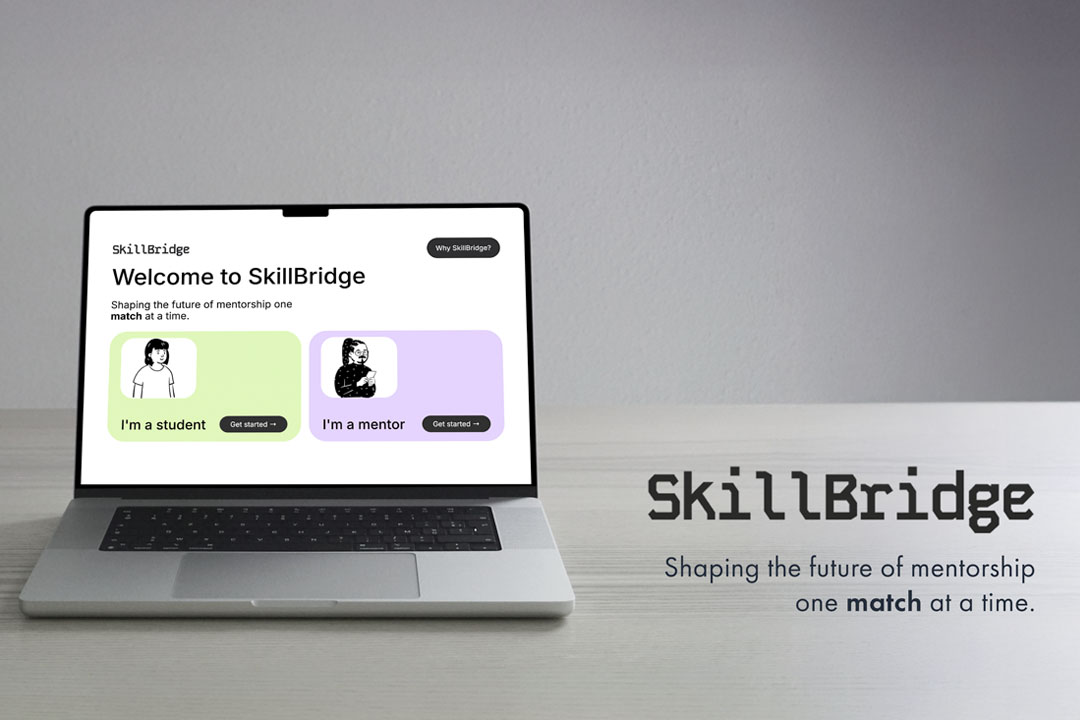 SkillBridge
Why SkillBridge?
Welcome to SkillBridge
Shaping the future of mentorship one
match at a time.
I'm a student
Get started →
I'm a mentor
Get started →
SkillBridge
Shaping the future of mentorship
one match at a time.